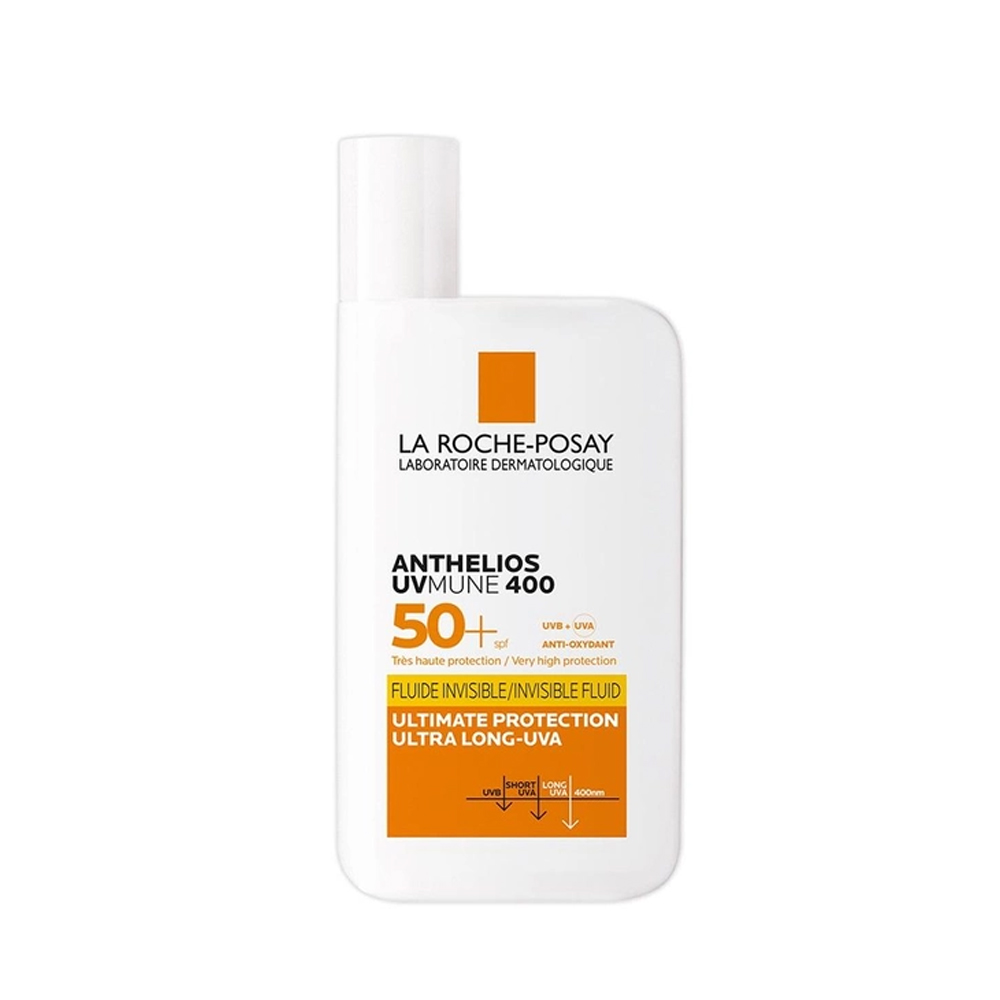 LA ROCHE-POSAY
LABORATOIRE DERMATOLOGIQUE
ANTHELIOS
UVMUNE 400
50+ spf
UVB + UVA
ANTI-OXYDANT
Très haute protection / Very high protection
FLUIDE INVISIBLE/INVISIBLE FLUID
ULTIMATE PROTECTION
ULTRA LONG-UVA
UVB
SHORT
UVA
LONG
UVA
400nm